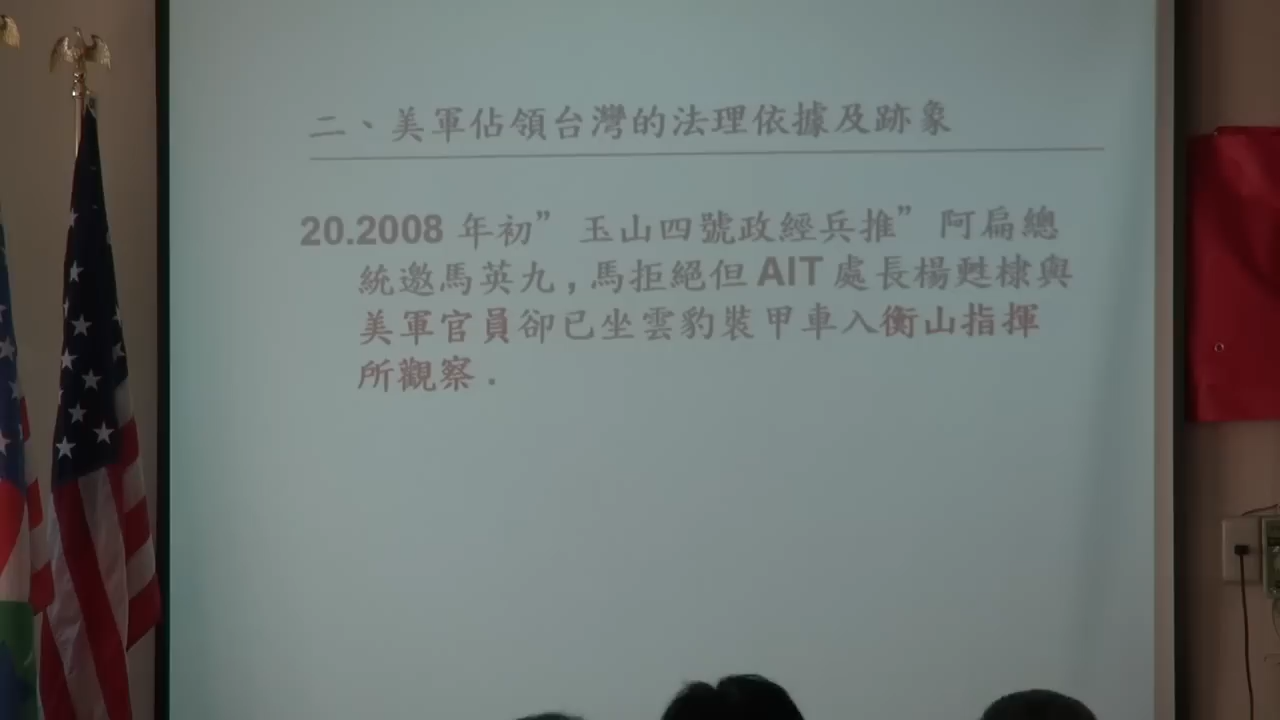 二、美軍佔領台灣的法理依據及跡象
20.2008 年初”玉山四號政經兵推”阿扁總
統邀馬英九,馬拒絕但 AIT 處長楊甦棣與
美軍官員卻已坐雲豹裝甲車入衡山指揮
所觀察.